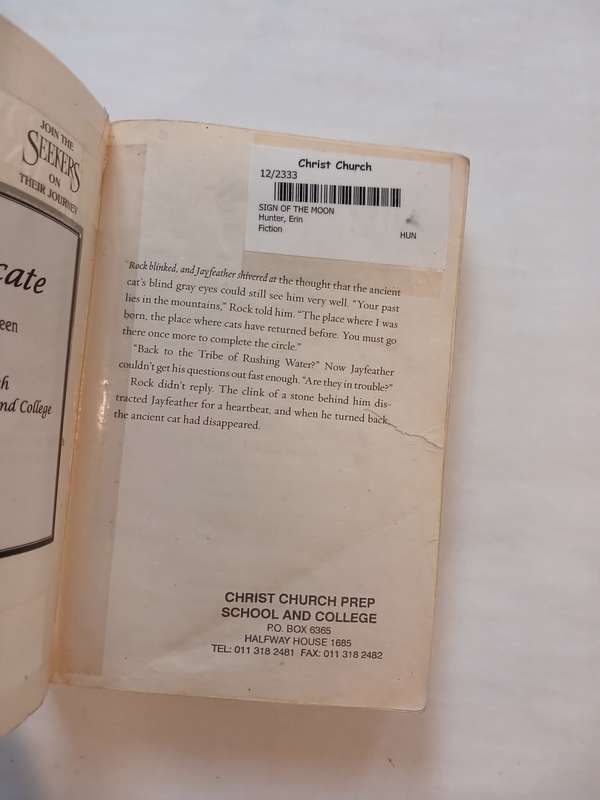 JOIN THE
SEEKERS
ON
THEIR JOURNEY
cate
een
h
nd College
Christ Church
12/2333
SIGN OF THE MOON
Hunter, Erin
Fiction
HUN
"Rock blinked, and Jayfeather shivered at the thought that the ancient
cat's blind gray eyes could still see him very well. "Your past
lies in the mountains," Rock told him. "The place where I was
born, the place where cats have returned before. You must go
there once more to complete the circle."
"Back to the Tribe of Rushing Water?" Now Jayfeather
couldn't get his questions out fast enough. "Are they in trouble?"
Rock didn't reply. The clink of a stone behind him dis-
tracted Jayfeather for a heartbeat, and when he turned back,
the ancient cat had disappeared.
CHRIST CHURCH PREP
SCHOOL AND COLLEGE
P.O. BOX 6365
HALFWAY HOUSE 1685
TEL: 011 318 2481 FAX: 011 318 2482